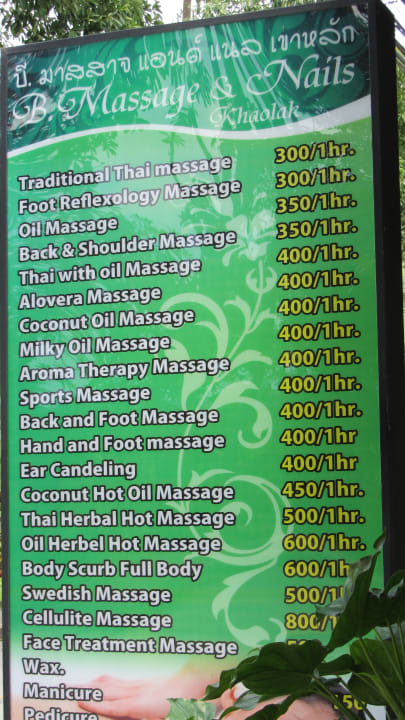 บี. มาสสาจ แอนด์ แนล เขาหลัก
B. Massage & Nails
Khaolak
Traditional Thai massage 300/1hr.
Foot Reflexology Massage 300/1hr.
Oil Massage 350/1hr.
Back & Shoulder Massage 350/1hr.
Thai with oil Massage 400/1hr.
Alovera Massage 400/1hr.
Coconut Oil Massage 400/1hr.
Milky Oil Massage 400/1hr.
Aroma Therapy Massage 400/1hr.
Sports Massage 400/1hr.
Back and Foot Massage 400/1hr.
Hand and Foot massage 400/1hr
Ear Candeling 400/1hr
Coconut Hot Oil Massage 450/1hr.
Thai Herbal Hot Massage 500/1hr.
Oil Herbel Hot Massage 600/1hr.
Body Scurb Full Body 600/1h
Swedish Massage 500/1
Cellulite Massage 800/1
Face Treatment Massage
Wax.
Manicure
Pedicure